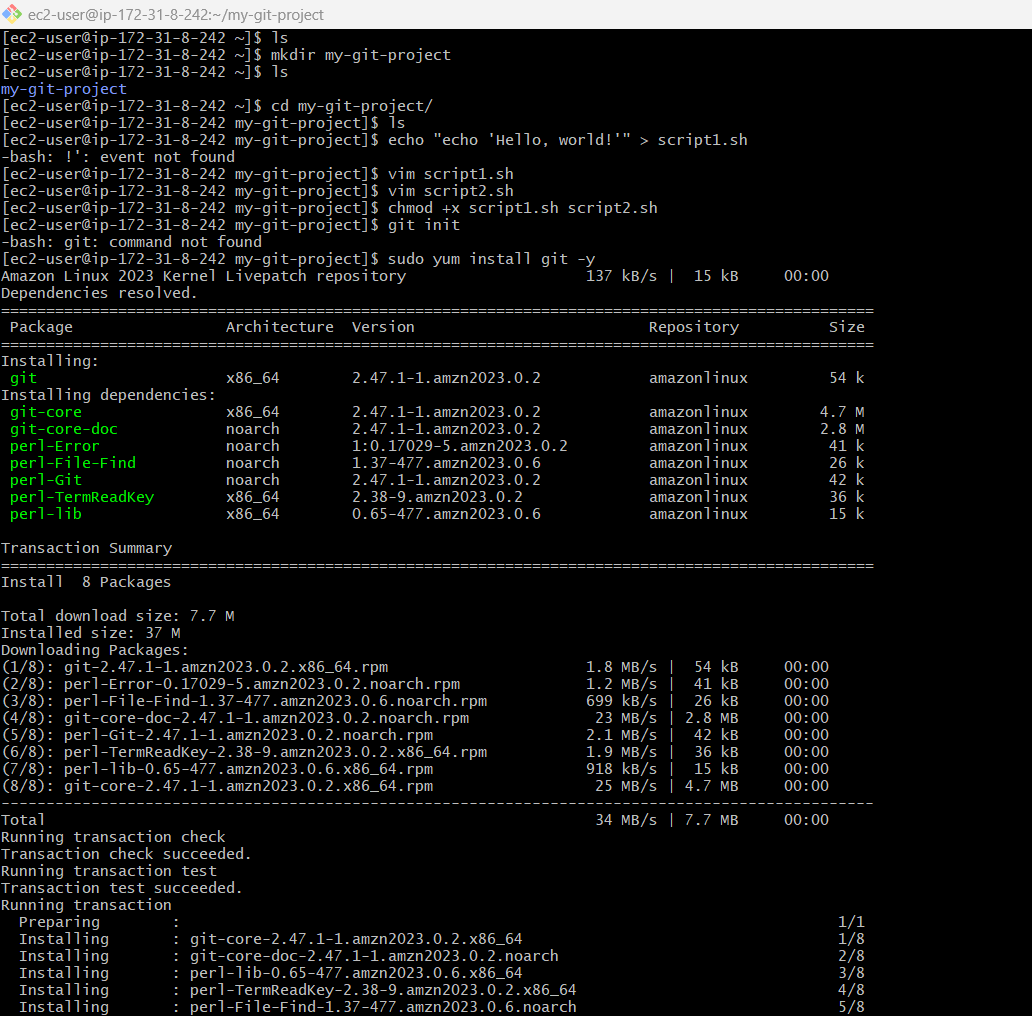 ec2-user@ip-172-31-8-242:~/my-git-project
[ec2-user@ip-172-31-8-242 ~]$ ls
[ec2-user@ip-172-31-8-242 ~]$ mkdir my-git-project
[ec2-user@ip-172-31-8-242 ~]$ ls
my-git-project
[ec2-user@ip-172-31-8-242 ~]$ cd my-git-project/
[ec2-user@ip-172-31-8-242 my-git-project]$ ls
[ec2-user@ip-172-31-8-242 my-git-project]$ echo "echo 'Hello, world!'" > script1.sh
-bash: !': event not found
[ec2-user@ip-172-31-8-242 my-git-project]$ vim script1.sh
[ec2-user@ip-172-31-8-242 my-git-project]$ vim script2.sh
[ec2-user@ip-172-31-8-242 my-git-project]$ chmod +x script1.sh script2.sh
[ec2-user@ip-172-31-8-242 my-git-project]$ git init
-bash: git: command not found
[ec2-user@ip-172-31-8-242 my-git-project]$ sudo yum install git -y
Amazon Linux 2023 Kernel Livepatch repository                    137 kB/s |  15 kB     00:00
Dependencies resolved.
=================================================================================================
 Package                 Architecture  Version                          Repository          Size
=================================================================================================
Installing:
 git                     x86_64        2.47.1-1.amzn2023.0.2            amazonlinux         54 k
Installing dependencies:
 git-core                x86_64        2.47.1-1.amzn2023.0.2            amazonlinux        4.7 M
 git-core-doc            noarch        2.47.1-1.amzn2023.0.2            amazonlinux        2.8 M
 perl-Error              noarch        1:0.17029-5.amzn2023.0.2         amazonlinux         41 k
 perl-File-Find          noarch        1.37-477.amzn2023.0.6            amazonlinux         26 k
 perl-Git                noarch        2.47.1-1.amzn2023.0.2            amazonlinux         42 k
 perl-TermReadKey        x86_64        2.38-9.amzn2023.0.2              amazonlinux         36 k
 perl-lib                x86_64        0.65-477.amzn2023.0.6            amazonlinux         15 k
Transaction Summary
=================================================================================================
Install  8 Packages
Total download size: 7.7 M
Installed size: 37 M
Downloading Packages:
(1/8): git-2.47.1-1.amzn2023.0.2.x86_64.rpm                      1.8 MB/s |  54 kB     00:00
(2/8): perl-Error-0.17029-5.amzn2023.0.2.noarch.rpm              1.2 MB/s |  41 kB     00:00
(3/8): perl-File-Find-1.37-477.amzn2023.0.6.noarch.rpm           699 kB/s |  26 kB     00:00
(4/8): git-core-doc-2.47.1-1.amzn2023.0.2.noarch.rpm              23 MB/s | 2.8 MB     00:00
(5/8): perl-Git-2.47.1-1.amzn2023.0.2.noarch.rpm                 2.1 MB/s |  42 kB     00:00
(6/8): perl-TermReadKey-2.38-9.amzn2023.0.2.x86_64.rpm           1.9 MB/s |  36 kB     00:00
(7/8): perl-lib-0.65-477.amzn2023.0.6.x86_64.rpm                 918 kB/s |  15 kB     00:00
(8/8): git-core-2.47.1-1.amzn2023.0.2.x86_64.rpm                  25 MB/s | 4.7 MB     00:00
-------------------------------------------------------------------------------------------------
Total                                                             34 MB/s | 7.7 MB     00:00
Running transaction check
Transaction check succeeded.
Running transaction test
Transaction test succeeded.
Running transaction
  Preparing        :                                                                         1/1
  Installing       : git-core-2.47.1-1.amzn2023.0.2.x86_64                                   1/8
  Installing       : git-core-doc-2.47.1-1.amzn2023.0.2.noarch                               2/8
  Installing       : perl-lib-0.65-477.amzn2023.0.6.x86_64                                   3/8
  Installing       : perl-TermReadKey-2.38-9.amzn2023.0.2.x86_64                             4/8
  Installing       : perl-File-Find-1.37-477.amzn2023.0.6.noarch                             5/8